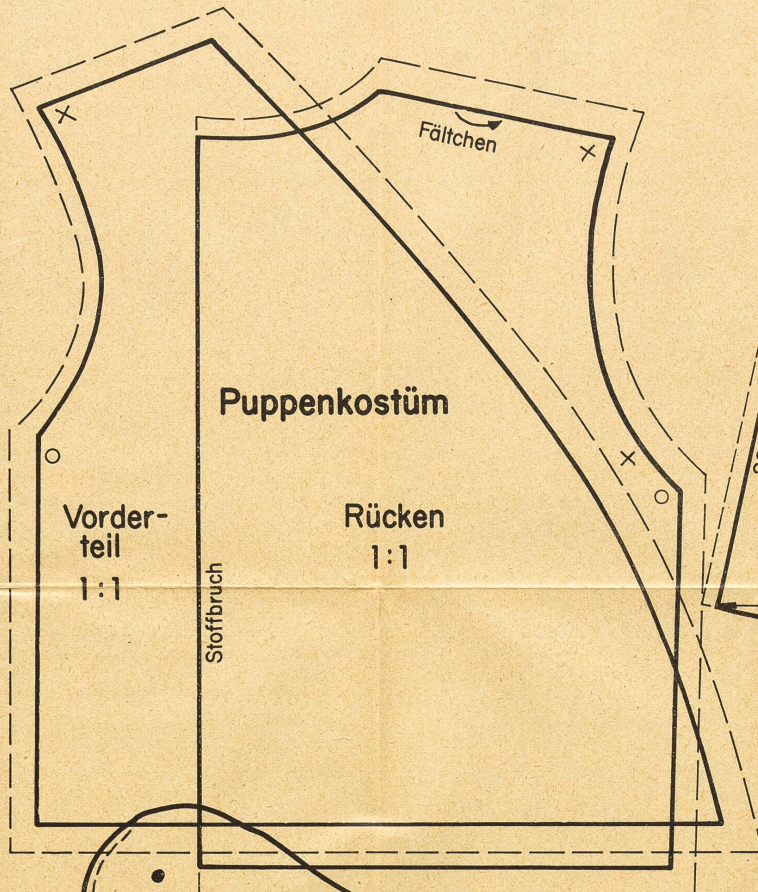 Fältchen
Puppenkostüm
Vorder-
teil
1:1
Rücken
1:1
Stoffbruch